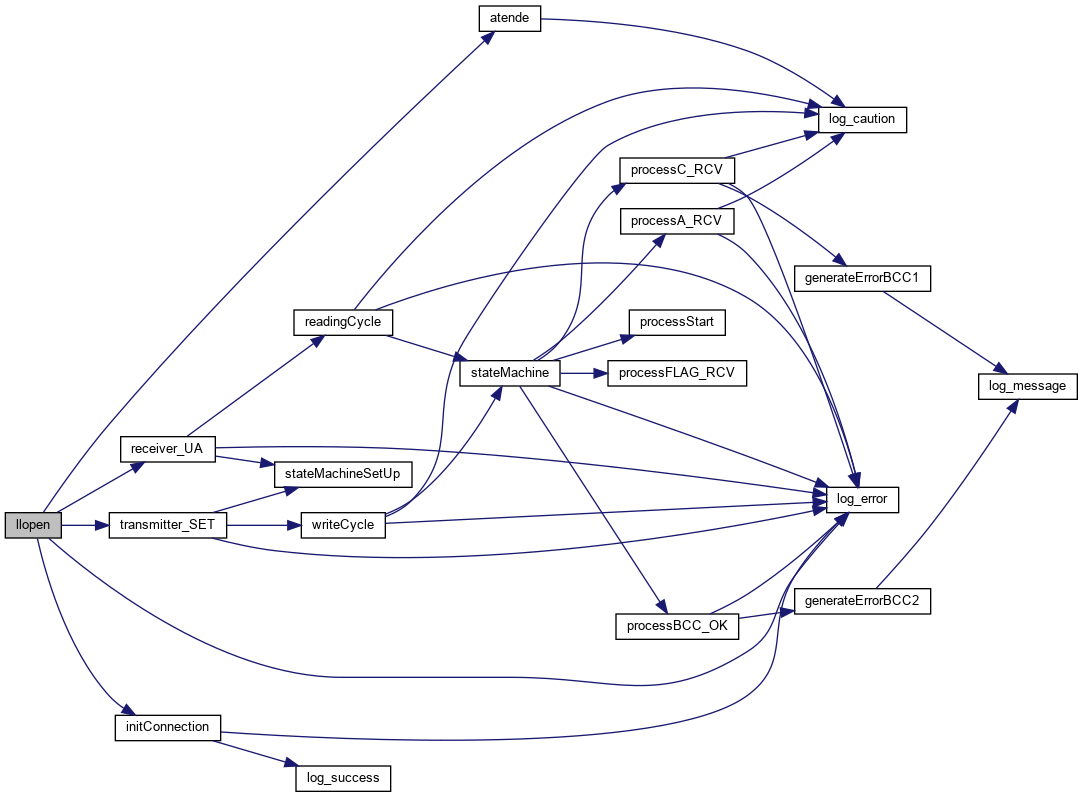 atende
log_caution
processC_RCV
processA_RCV
generateErrorBCC1
readingCycle
processStart
stateMachine
processFLAG_RCV
log_message
receiver_UA
stateMachineSetUp
log_error
llopen
transmitter_SET
writeCycle
generateErrorBCC2
processBCC_OK
initConnection
log_success